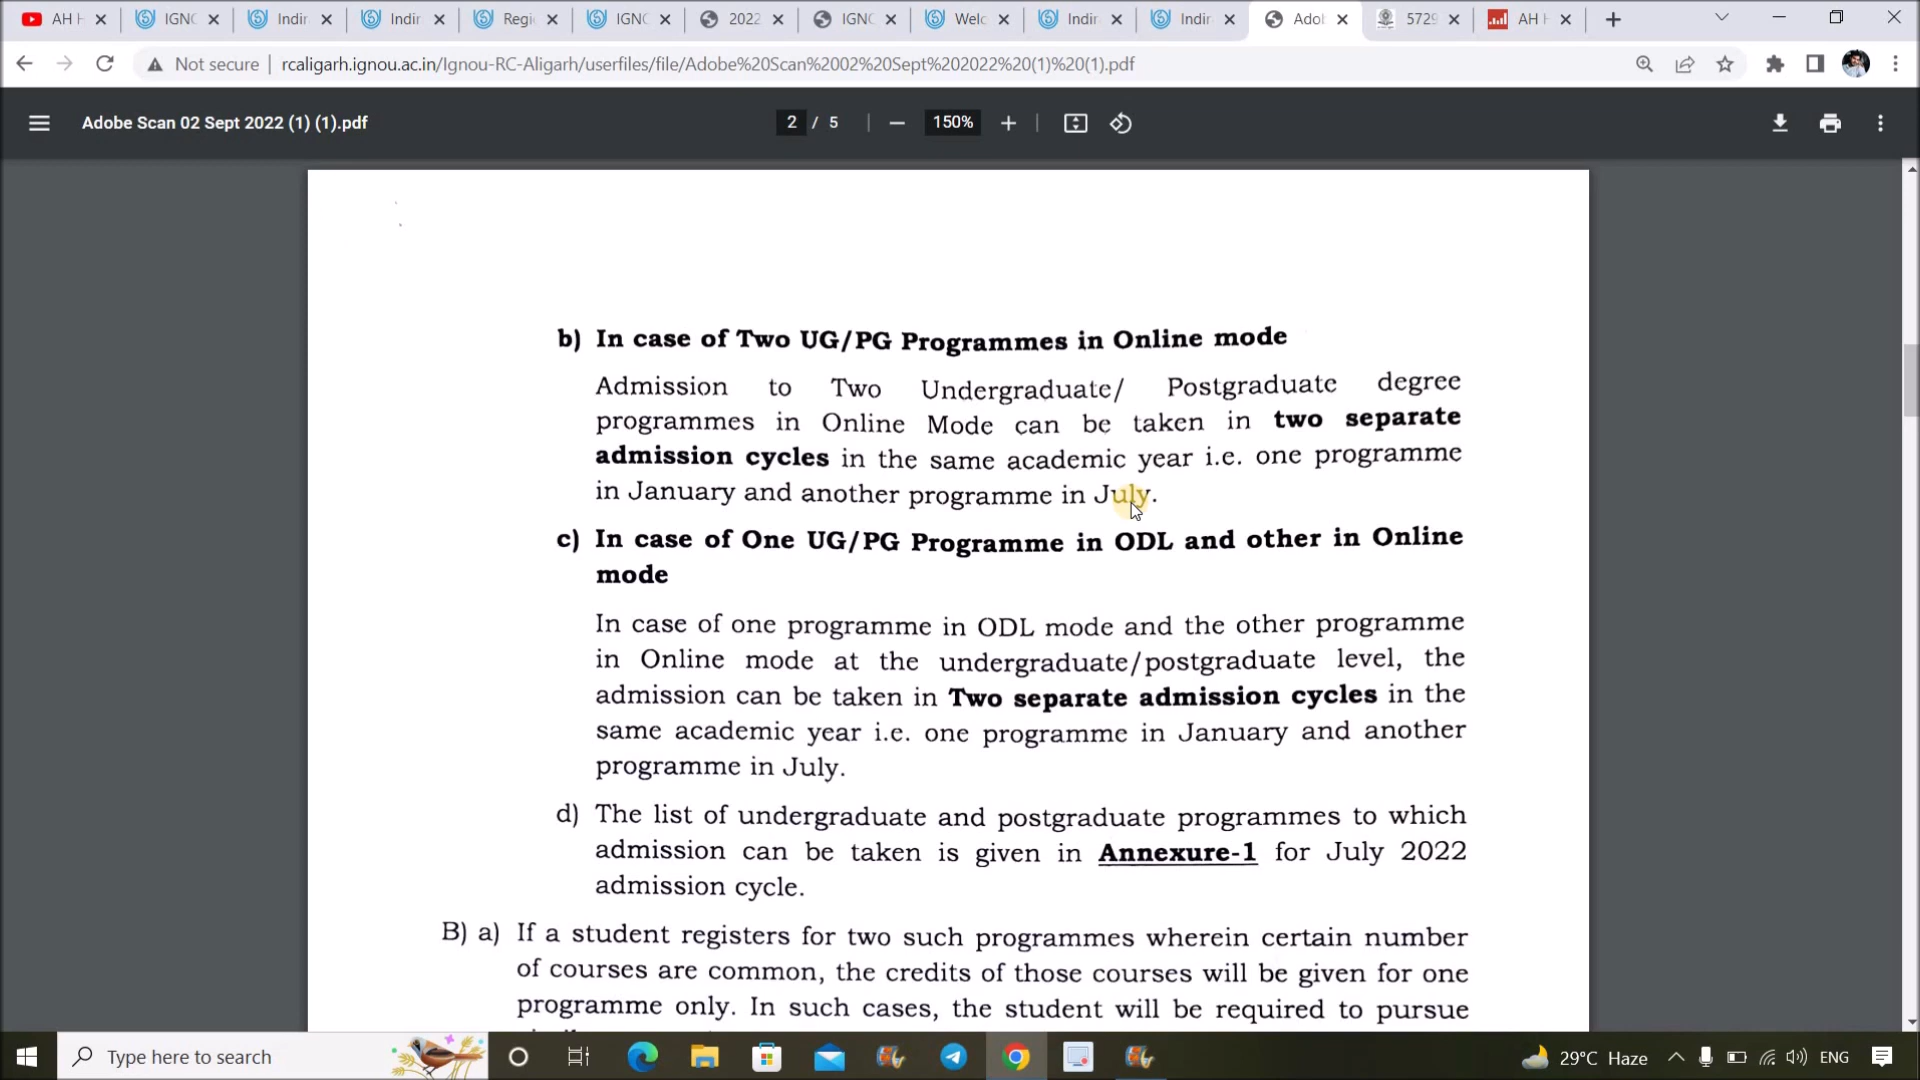 AH H
IGNO
Indir
Indir
Regi
IGNO
2022
IGNO
Welc
Indir
Indir
Adob
5729
AH H
Not secure
rcaligarh.ignou.ac.in/Ignou-RC-Aligarh/userfiles/file/Adobe%20Scan%2002%20Sept%202022%20(1)%20(1).pdf
Adobe Scan 02 Sept 2022 (1) (1).pdf
2 / 5
150%
b) In case of Two UG/PG Programmes in Online mode
Admission to Two Undergraduate/ Postgraduate degree
programmes in Online Mode can be taken in two separate
admission cycles in the same academic year i.e. one programme
in January and another programme in July.
c) In case of One UG/PG Programme in ODL and other in Online
mode
In case of one programme in ODL mode and the other programme
in Online mode at the undergraduate/postgraduate level, the
admission can be taken in Two separate admission cycles in the
same academic year i.e. one programme in January and another
programme in July.
d) The list of undergraduate and postgraduate programmes to which
admission can be taken is given in Annexure-1 for July 2022
admission cycle.
B) a) If a student registers for two such programmes wherein certain number
of courses are common, the credits of those courses will be given for one
programme only. In such cases, the student will be required to pursue
Type here to search
29°C Haze
ENG